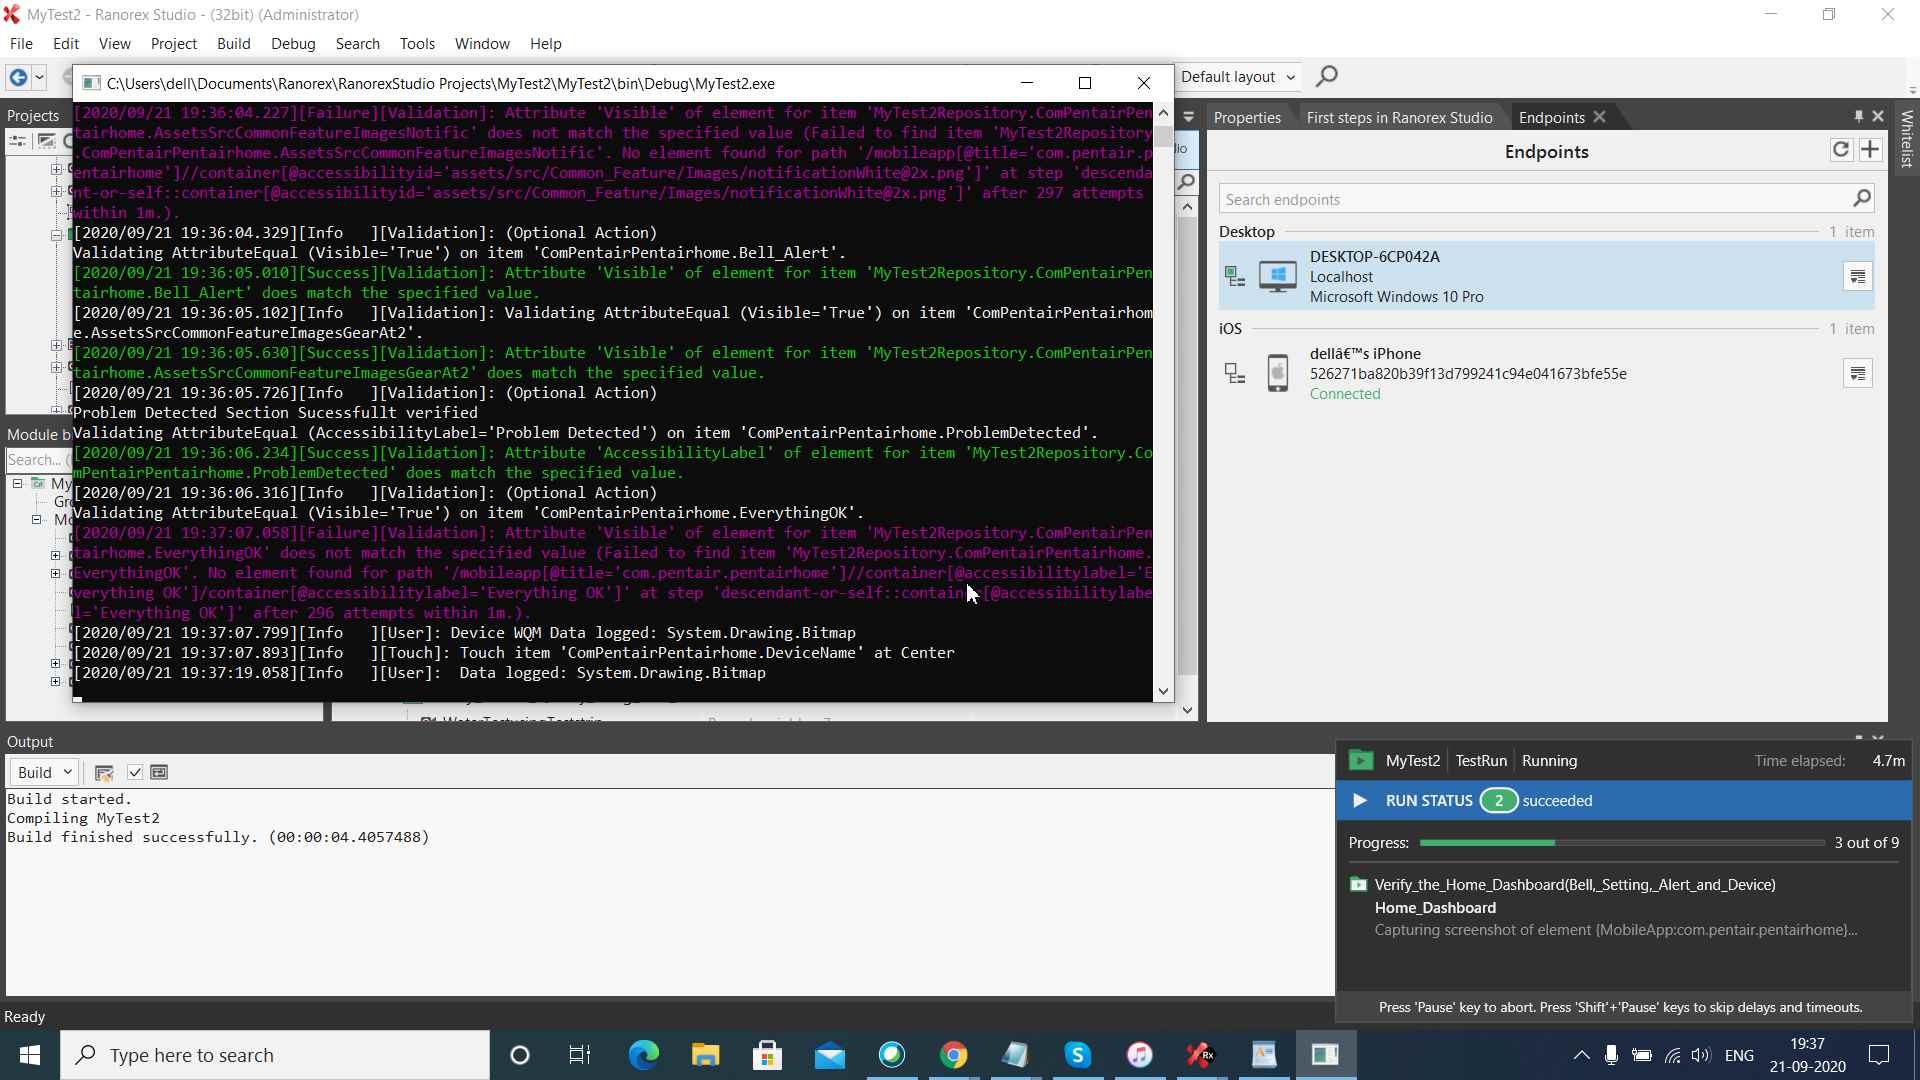 MyTest2 - Ranorex Studio - (32bit) (Administrator)
File Edit View Project Build Debug Search Tools Window Help
C:\Users\dell\Documents\Ranorex\RanorexStudio Projects\MyTest2\MyTest2\bin\Debug\MyTest2.exe
Default layout
Projects
[2020/09/21 19:36:04.227][Failure][Validation]: Attribute 'Visible' of element for item 'MyTest2Repository.ComPentairPen
tairhome.AssetsSrcCommonFeatureImagesNotific' does not match the specified value (Failed to find item 'MyTest2Repository
.ComPentairPentairhome.AssetsSrcCommonFeatureImagesNotific'. No element found for path '/mobileapp[@title='com.pentair.p
entairhome']//container[@accessibilityid='assets/src/Common_Feature/Images/notificationWhite@2x.png']' at step 'descenda
nt-or-self::container[@accessibilityid='assets/src/Common_Feature/Images/notificationWhite@2x.png']' after 297 attempts
within 1m.).
[2020/09/21 19:36:04.329][Info   ][Validation]: (Optional Action)
Validating AttributeEqual (Visible='True') on item 'ComPentairPentairhome.Bell_Alert'.
[2020/09/21 19:36:05.010][Success][Validation]: Attribute 'Visible' of element for item 'MyTest2Repository.ComPentairPen
tairhome.Bell_Alert' does match the specified value.
[2020/09/21 19:36:05.102][Info   ][Validation]: Validating AttributeEqual (Visible='True') on item 'ComPentairPentairhom
e.AssetsSrcCommonFeatureImagesGearAt2'.
[2020/09/21 19:36:05.630][Success][Validation]: Attribute 'Visible' of element for item 'MyTest2Repository.ComPentairPen
tairhome.AssetsSrcCommonFeatureImagesGearAt2' does match the specified value.
[2020/09/21 19:36:05.726][Info   ][Validation]: (Optional Action)
Problem Detected Section Sucessfullt verified
Validating AttributeEqual (AccessibilityLabel='Problem Detected') on item 'ComPentairPentairhome.ProblemDetected'.
[2020/09/21 19:36:06.234][Success][Validation]: Attribute 'AccessibilityLabel' of element for item 'MyTest2Repository.Co
mPentairPentairhome.ProblemDetected' does match the specified value.
[2020/09/21 19:36:06.316][Info   ][Validation]: (Optional Action)
Validating AttributeEqual (Visible='True') on item 'ComPentairPentairhome.EverythingOK'.
[2020/09/21 19:37:07.058][Failure][Validation]: Attribute 'Visible' of element for item 'MyTest2Repository.ComPentairPen
tairhome.EverythingOK' does not match the specified value (Failed to find item 'MyTest2Repository.ComPentairPentairhome.
EverythingOK'. No element found for path '/mobileapp[@title='com.pentair.pentairhome']//container[@accessibilitylabel='E
verything OK']/container[@accessibilitylabel='Everything OK']' at step 'descendant-or-self::container[@accessibilitylabe
l='Everything OK']' after 296 attempts within 1m.).
[2020/09/21 19:37:07.799][Info   ][User]: Device WQM Data logged: System.Drawing.Bitmap
[2020/09/21 19:37:07.893][Info   ][Touch]: Touch item 'ComPentairPentairhome.DeviceName' at Center
[2020/09/21 19:37:19.058][Info   ][User]:  Data logged: System.Drawing.Bitmap
Module b
Search... (
My
Gr
Mo
Properties First steps in Ranorex Studio Endpoints
Whitelist
Endpoints
Search endpoints
Desktop 1 item
DESKTOP-6CP042A
Localhost
Microsoft Windows 10 Pro
iOS 1 item
dellâ€™s iPhone
526271ba820b39f13d799241c94e041673bfe55e
Connected
Output
Build
Build started.
Compiling MyTest2
Build finished successfully. (00:00:04.4057488)
MyTest2 TestRun Running Time elapsed: 4.7m
RUN STATUS 2 succeeded
Progress: 3 out of 9
Verify_the_Home_Dashboard(Bell,_Setting,_Alert_and_Device)
Home_Dashboard
Capturing screenshot of element {MobileApp:com.pentair.pentairhome}...
Press 'Pause' key to abort. Press 'Shift'+'Pause' keys to skip delays and timeouts.
Ready
Type here to search
ENG
19:37
21-09-2020